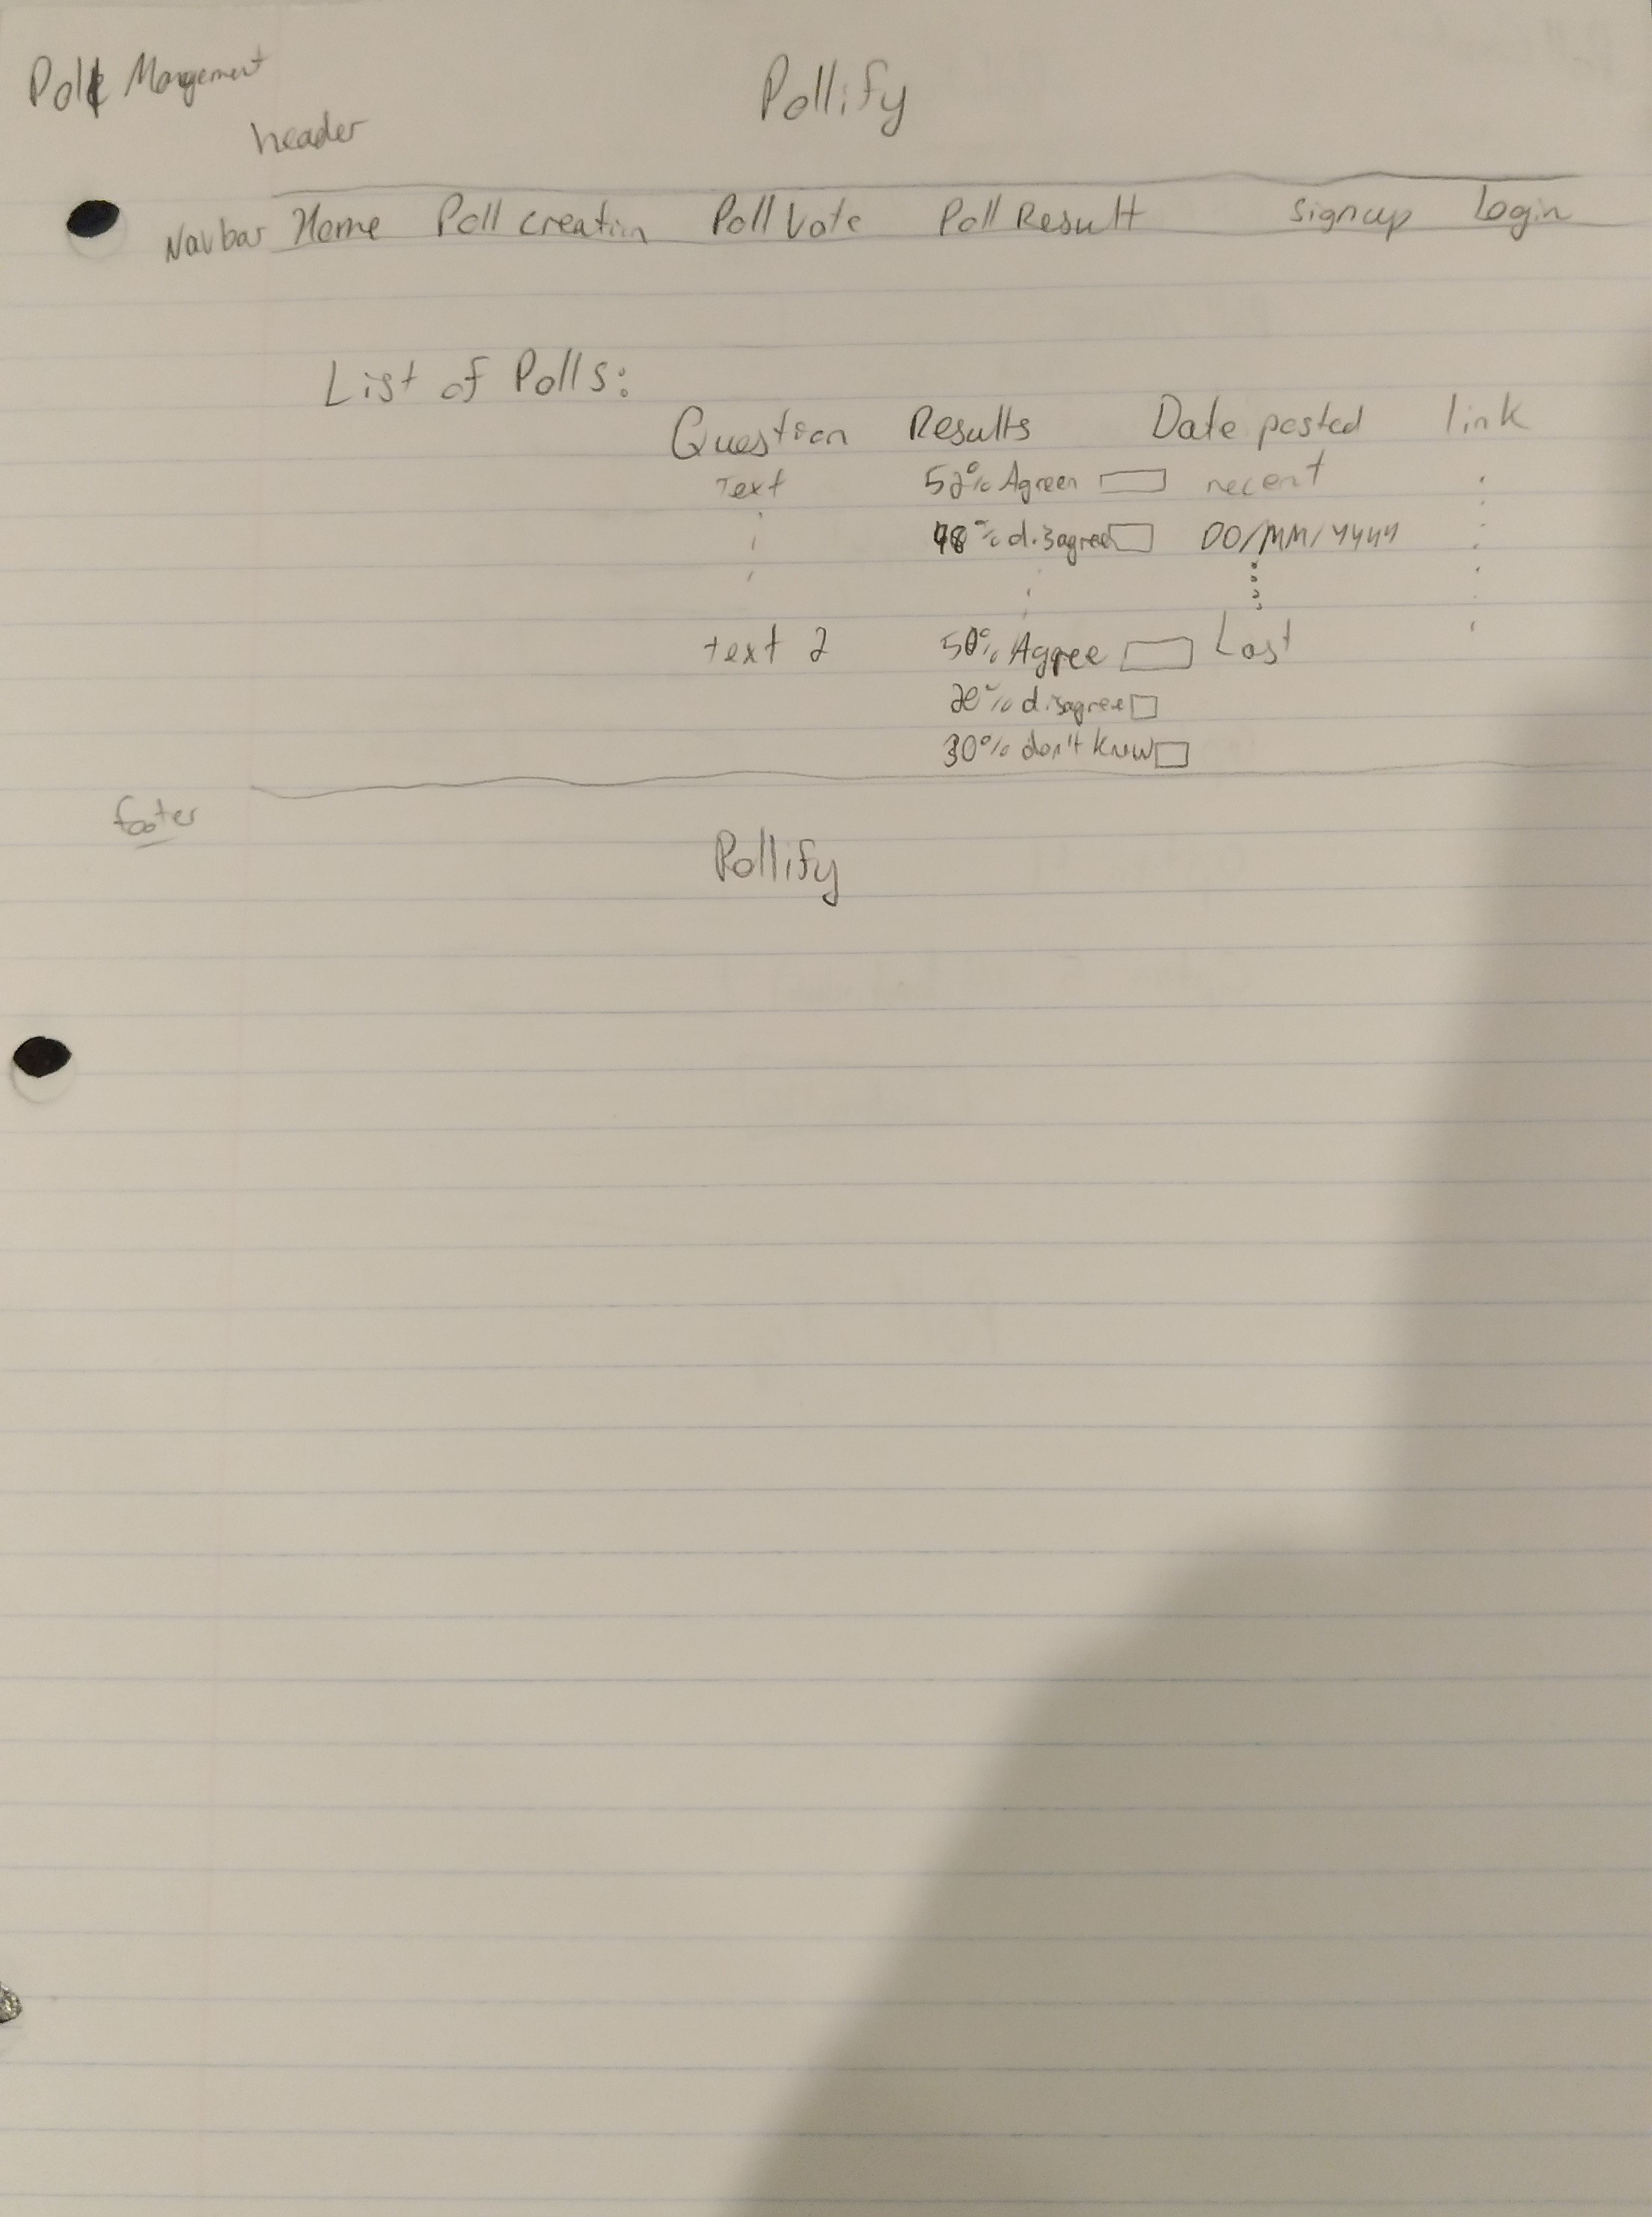 Poll Mangement
Pollify
header
Navbar Home Poll creation Poll Vote Poll Result Signup Login
List of Polls:
Question Results Date posted link
Text 52% Agreen recent
48% disagree DD/MM/YYYY
text 2 50% Agree Last
20% disagree
30% don't know
footer
Pollify